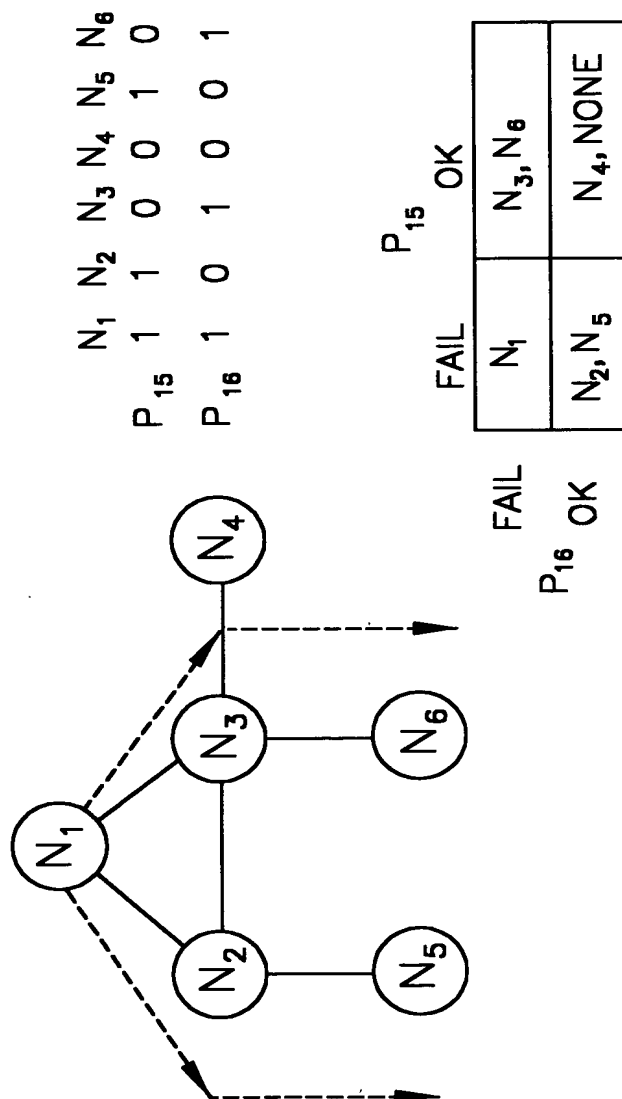 N1 N2 N3 N4 N5 N6
P15 1 1 0 0 1 0
P16 1 0 1 0 0 1
N1
N2
N3
N4
N5
N6
P15
FAIL OK
P16
FAIL N1 N3, N6
OK N2, N5 N4, NONE